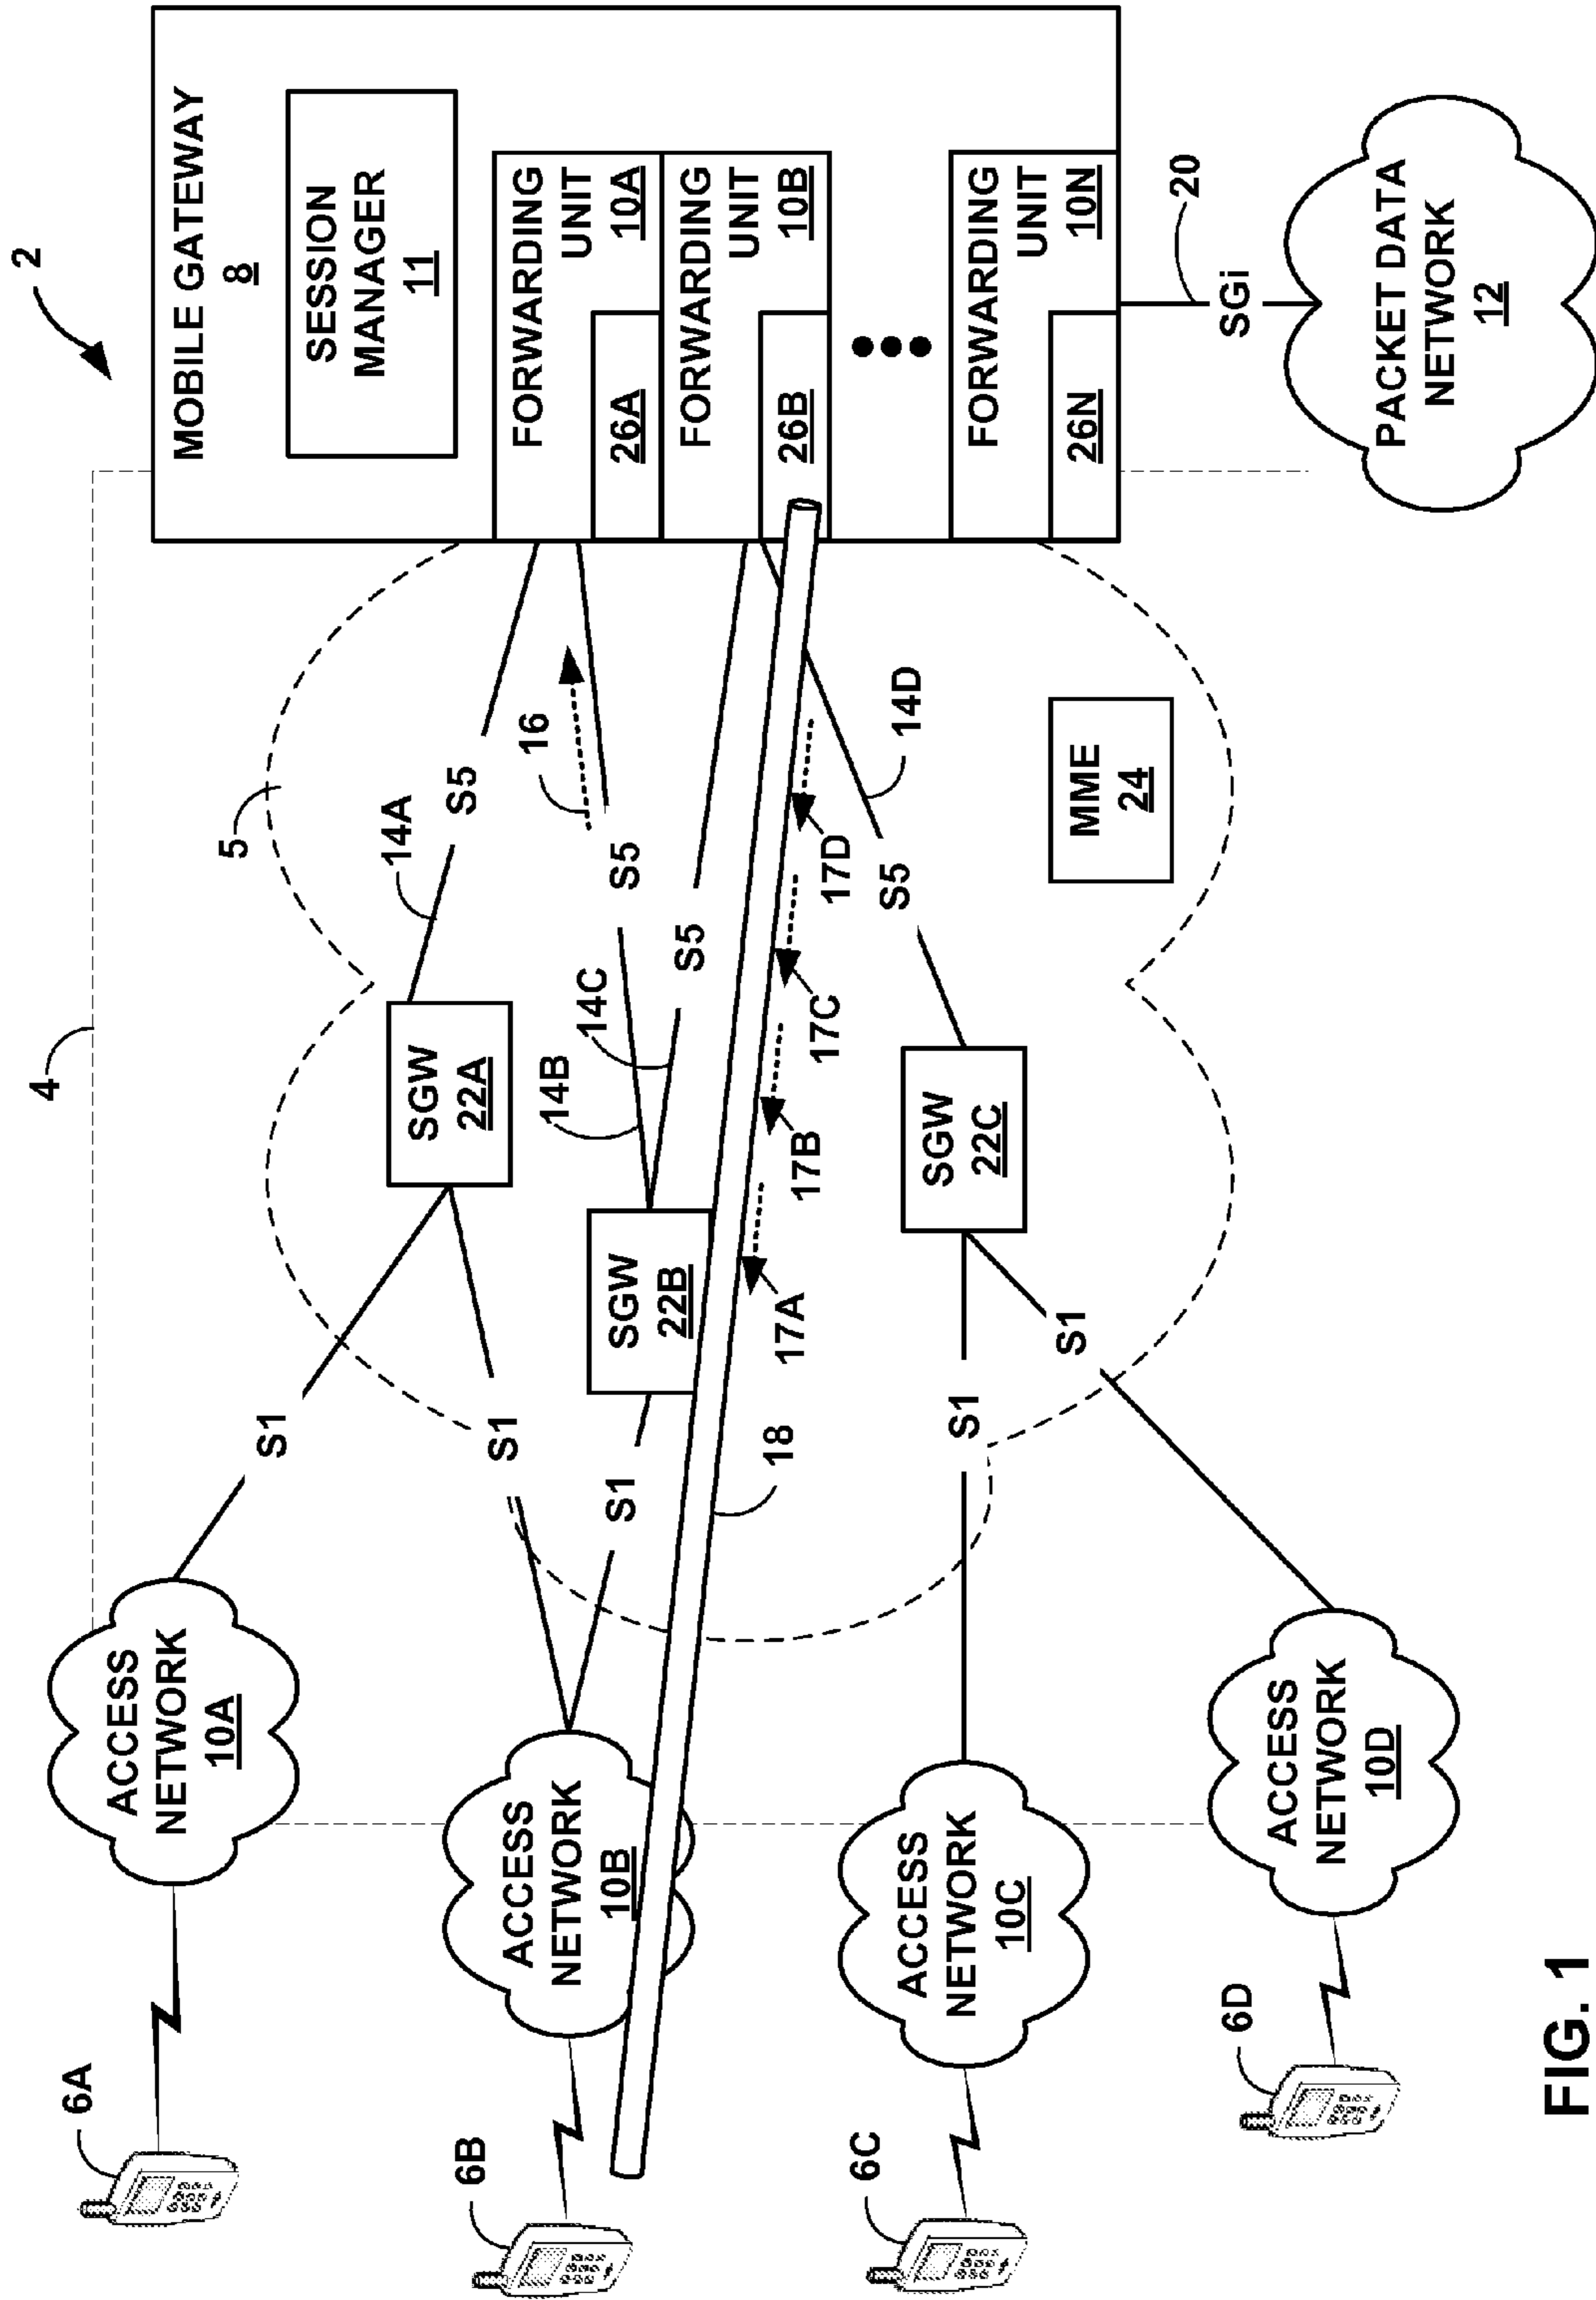 2
4
MOBILE GATEWAY
8
SESSION
MANAGER
11
FORWARDING
UNIT
10A
26A
FORWARDING
UNIT
10B
26B
FORWARDING
UNIT
10N
26N
20
SGi
PACKET DATA
NETWORK
12
5
14A
S5
16
S5
14B
14C
S5
14D
S5
17A
17B
17C
17D
18
MME
24
SGW
22A
SGW
22B
SGW
22C
S1
S1
S1
S1
S1
ACCESS
NETWORK
10A
ACCESS
NETWORK
10B
ACCESS
NETWORK
10C
ACCESS
NETWORK
10D
6A
6B
6C
6D
FIG. 1